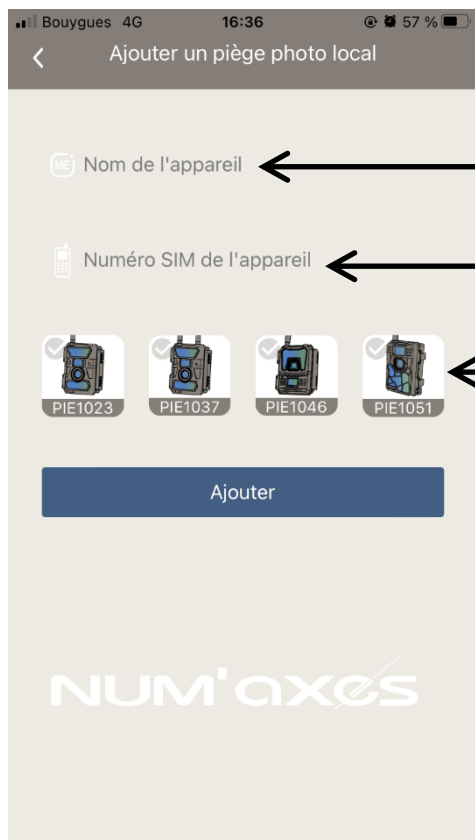 Bouygues 4G 16:36 57 %
Ajouter un piège photo local
ME Nom de l'appareil
Numéro SIM de l'appareil
PIE1023 PIE1037 PIE1046 PIE1051
Ajouter
NUM'axes